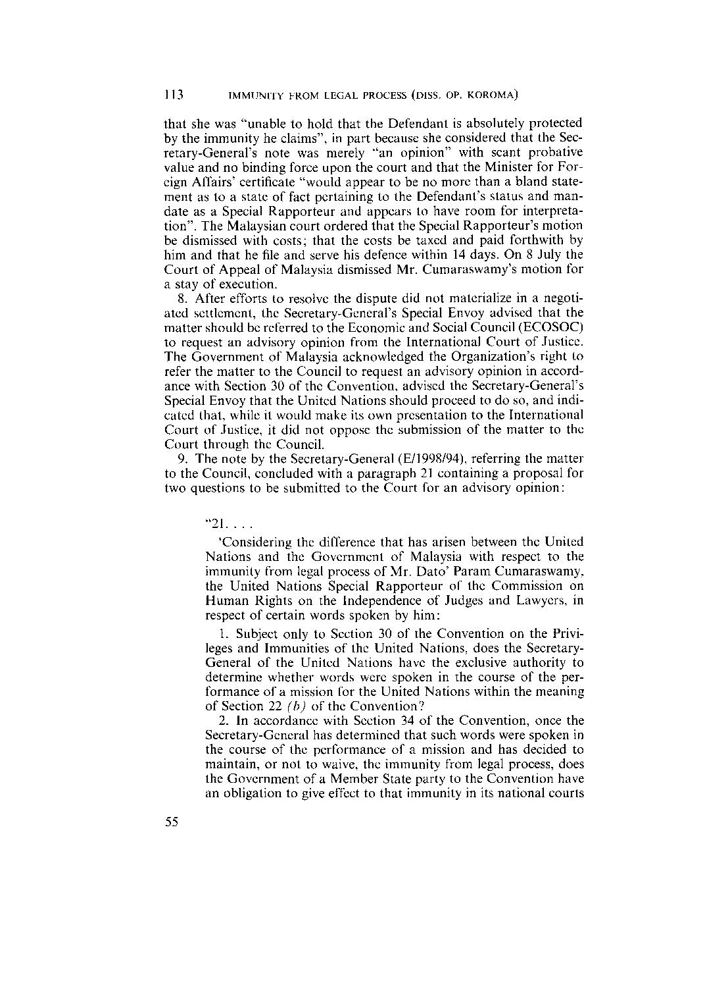 113 IMMUNITY FROM LEGAL PROCESS (DISS. OP. KOROMA)
that she was “unable to hold that the Defendant is absolutely protected
by the immunity he claims”, in part because she considered that the Sec-
retary-General's note was merely “an opinion” with scant probative
value and no binding force upon the court and that the Minister for For-
eign Affairs' certificate “would appear to be no more than a bland state-
ment as to a state of fact pertaining to the Defendant's status and man-
date as a Special Rapporteur and appears to have room for interpreta-
tion”. The Malaysian court ordered that the Special Rapporteur's motion
be dismissed with costs; that the costs be taxed and paid forthwith by
him and that he file and serve his defence within 14 days. On 8 July the
Court of Appeal of Malaysia dismissed Mr. Cumaraswamy's motion for
a stay of execution.
8. After efforts to resolve the dispute did not materialize in a negoti-
ated settlement, the Secretary-General's Special Envoy advised that the
matter should be referred to the Economic and Social Council (ECOSOC)
to request an advisory opinion from the International Court of Justice.
The Government of Malaysia acknowledged the Organization's right to
refer the matter to the Council to request an advisory opinion in accord-
ance with Section 30 of the Convention, advised the Secretary-General's
Special Envoy that the United Nations should proceed to do so, and indi-
cated that, while it would make its own presentation to the International
Court of Justice, it did not oppose the submission of the matter to the
Court through the Council.
9. The note by the Secretary-General (E/1998/94), referring the matter
to the Council, concluded with a paragraph 21 containing a proposal for
two questions to be submitted to the Court for an advisory opinion:
“21. . . .
‘Considering the difference that has arisen between the United
Nations and the Government of Malaysia with respect to the
immunity from legal process of Mr. Dato' Param Cumaraswamy,
the United Nations Special Rapporteur of the Commission on
Human Rights on the Independence of Judges and Lawyers, in
respect of certain words spoken by him:
1. Subject only to Section 30 of the Convention on the Privi-
leges and Immunities of the United Nations, does the Secretary-
General of the United Nations have the exclusive authority to
determine whether words were spoken in the course of the per-
formance of a mission for the United Nations within the meaning
of Section 22 (b) of the Convention?
2. In accordance with Section 34 of the Convention, once the
Secretary-General has determined that such words were spoken in
the course of the performance of a mission and has decided to
maintain, or not to waive, the immunity from legal process, does
the Government of a Member State party to the Convention have
an obligation to give effect to that immunity in its national courts
55